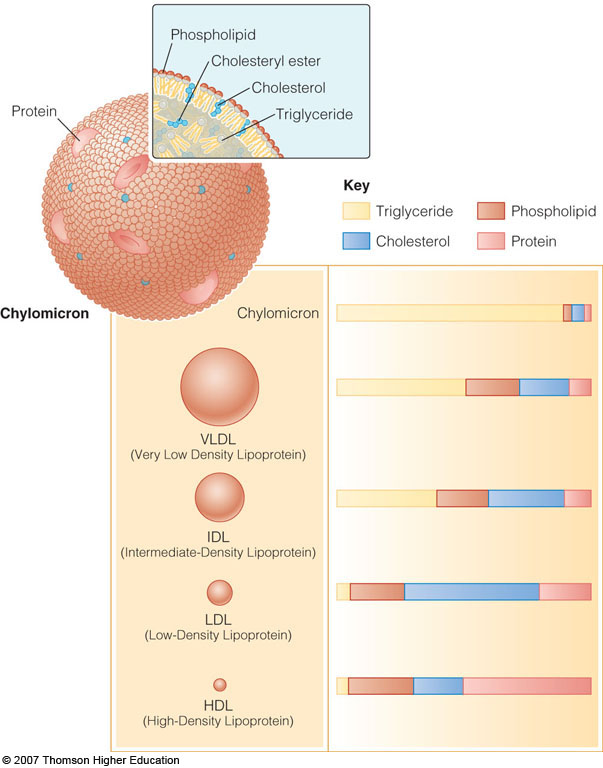 Phospholipid
Cholesteryl ester
Cholesterol
Triglyceride
Protein
Key
Triglyceride
Phospholipid
Cholesterol
Protein
Chylomicron
Chylomicron
VLDL
(Very Low Density Lipoprotein)
IDL
(Intermediate-Density Lipoprotein)
LDL
(Low-Density Lipoprotein)
HDL
(High-Density Lipoprotein)
© 2007 Thomson Higher Education